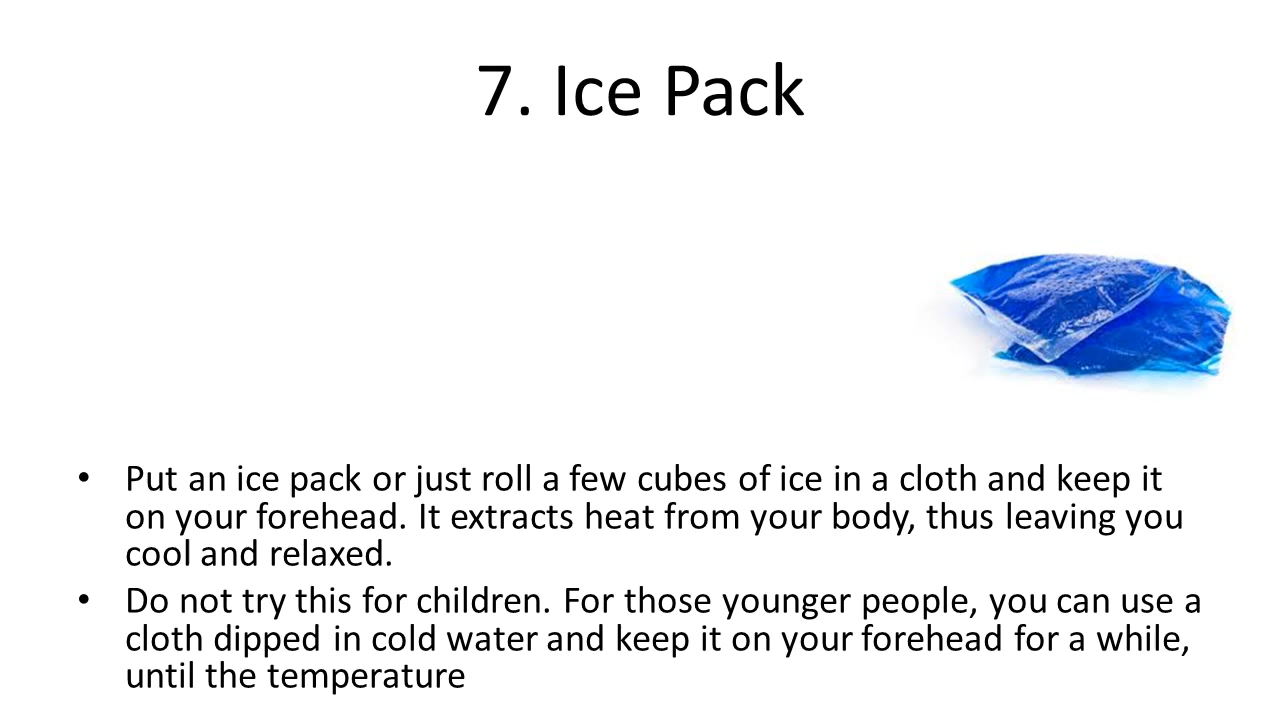 7. Ice Pack
• Put an ice pack or just roll a few cubes of ice in a cloth and keep it
on your forehead. It extracts heat from your body, thus leaving you
cool and relaxed.
• Do not try this for children. For those younger people, you can use a
cloth dipped in cold water and keep it on your forehead for a while,
until the temperature